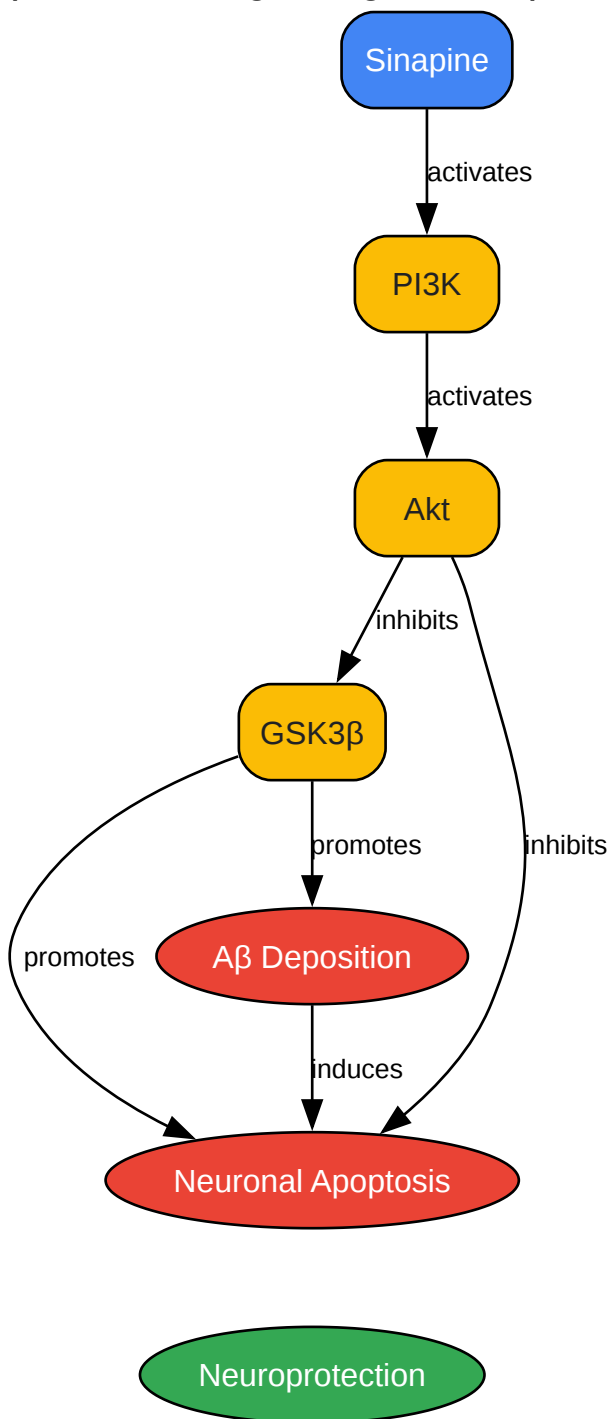 Sinapine
activates
PI3K
activates
Akt
inhibits
GSK3β
promotes
inhibits
promotes
Aβ Deposition
induces
Neuronal Apoptosis
Neuroprotection